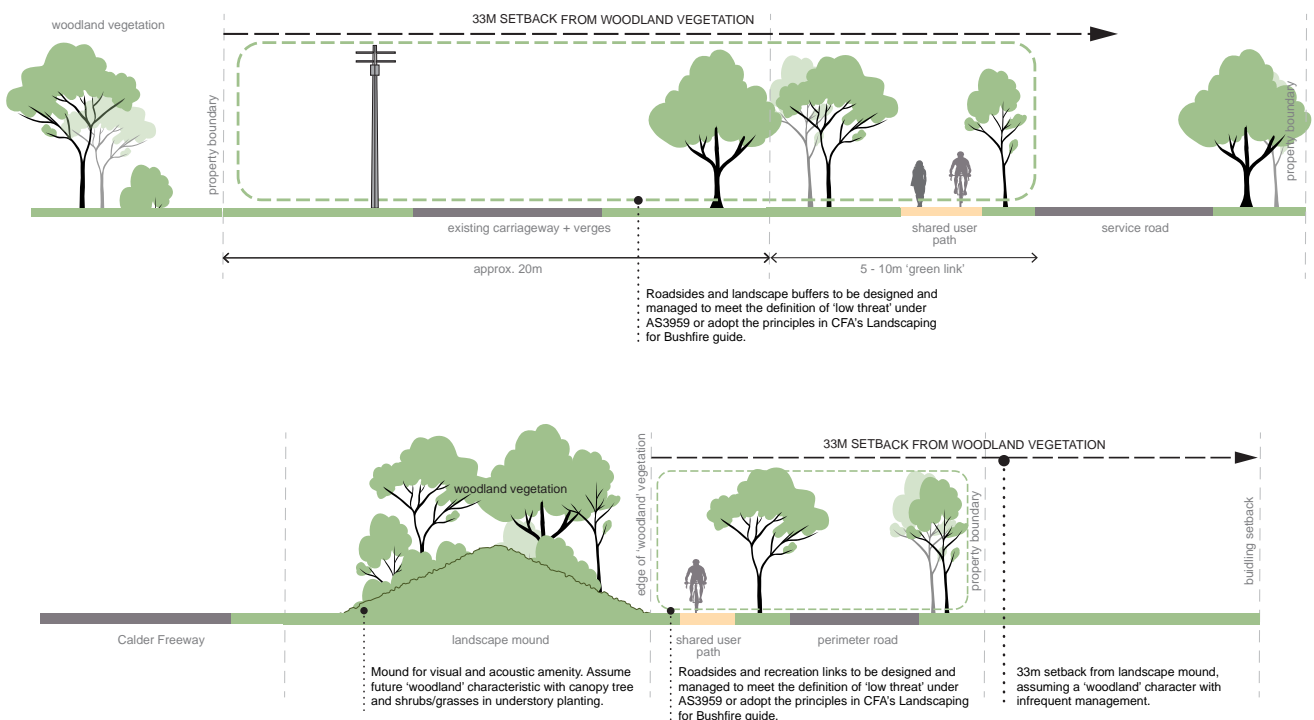 33M SETBACK FROM WOODLAND VEGETATION
woodland vegetation
property boundary
property boundary
existing carriageway + verges
shared user
path
service road
approx. 20m
5 - 10m ‘green link’
Roadsides and landscape buffers to be designed and
managed to meet the definition of ‘low threat’ under
AS3959 or adopt the principles in CFA's Landscaping
for Bushfire guide.
33M SETBACK FROM WOODLAND VEGETATION
woodland vegetation
edge of ‘woodland’ vegetation
property boundary
buidling setback
Calder Freeway
landscape mound
shared user
path
perimeter road
Mound for visual and acoustic amenity. Assume
future ‘woodland’ characteristic with canopy tree
and shrubs/grasses in understory planting.
Roadsides and recreation links to be designed and
managed to meet the definition of ‘low threat’ under
AS3959 or adopt the principles in CFA's Landscaping
for Bushfire guide.
33m setback from landscape mound,
assuming a ‘woodland’ character with
infrequent management.